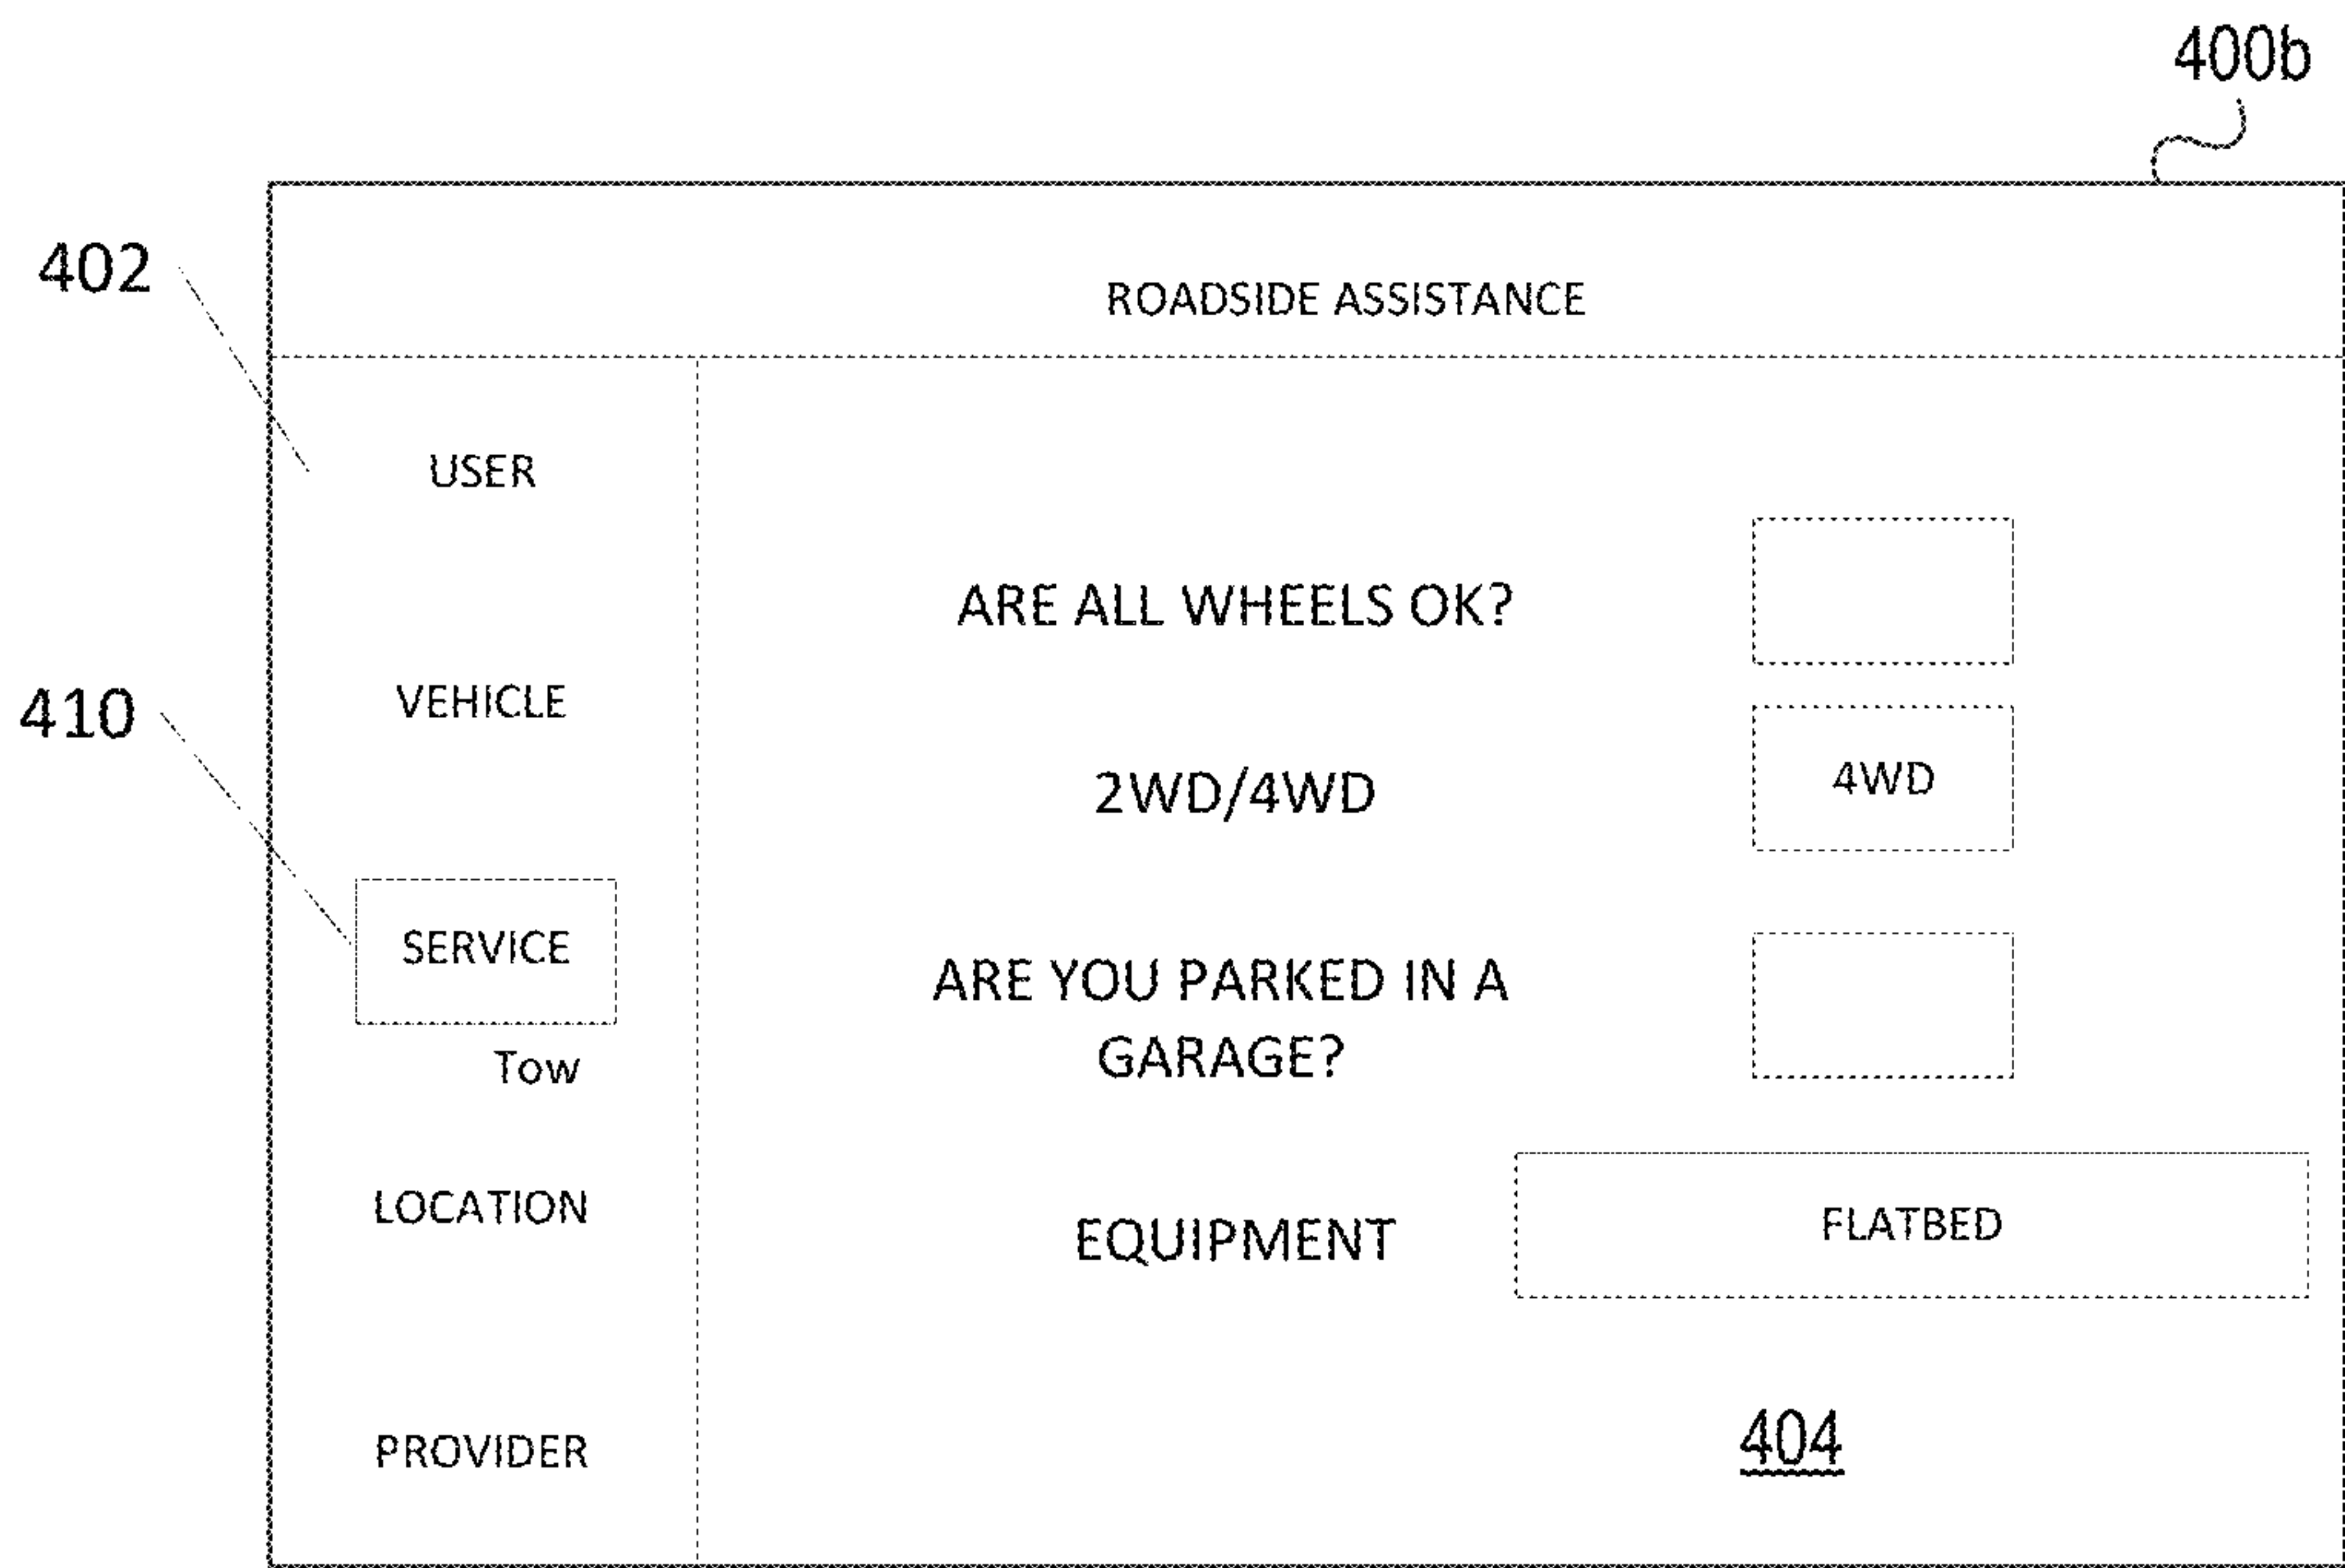 400b
402
ROADSIDE ASSISTANCE
USER
ARE ALL WHEELS OK?
410
VEHICLE
2WD/4WD
4WD
SERVICE
Tow
ARE YOU PARKED IN A
GARAGE?
LOCATION
EQUIPMENT
FLATBED
PROVIDER
404